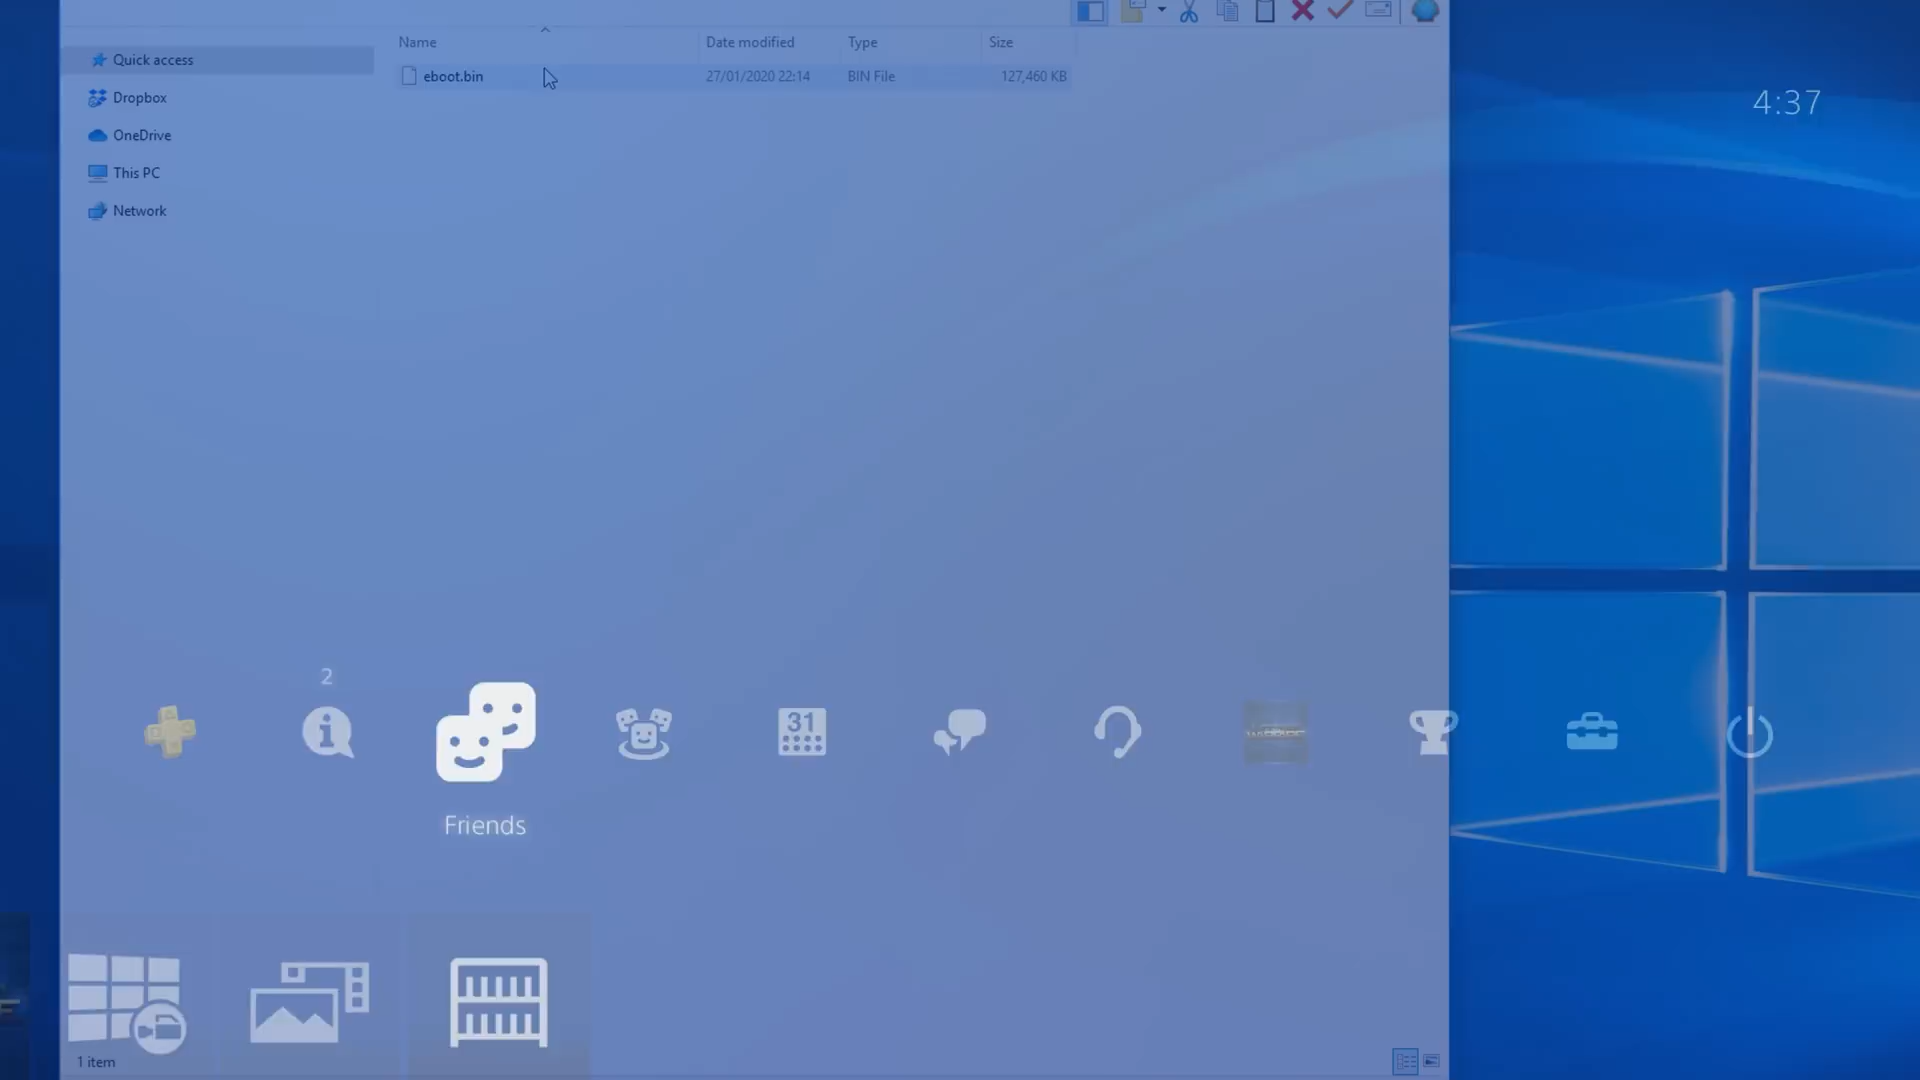 Name Date modified Type Size
Quick access
eboot.bin 27/01/2020 22:14 BIN File 127,460 KB
Dropbox
4:37
OneDrive
This PC
Network
2
31
Friends
1 item